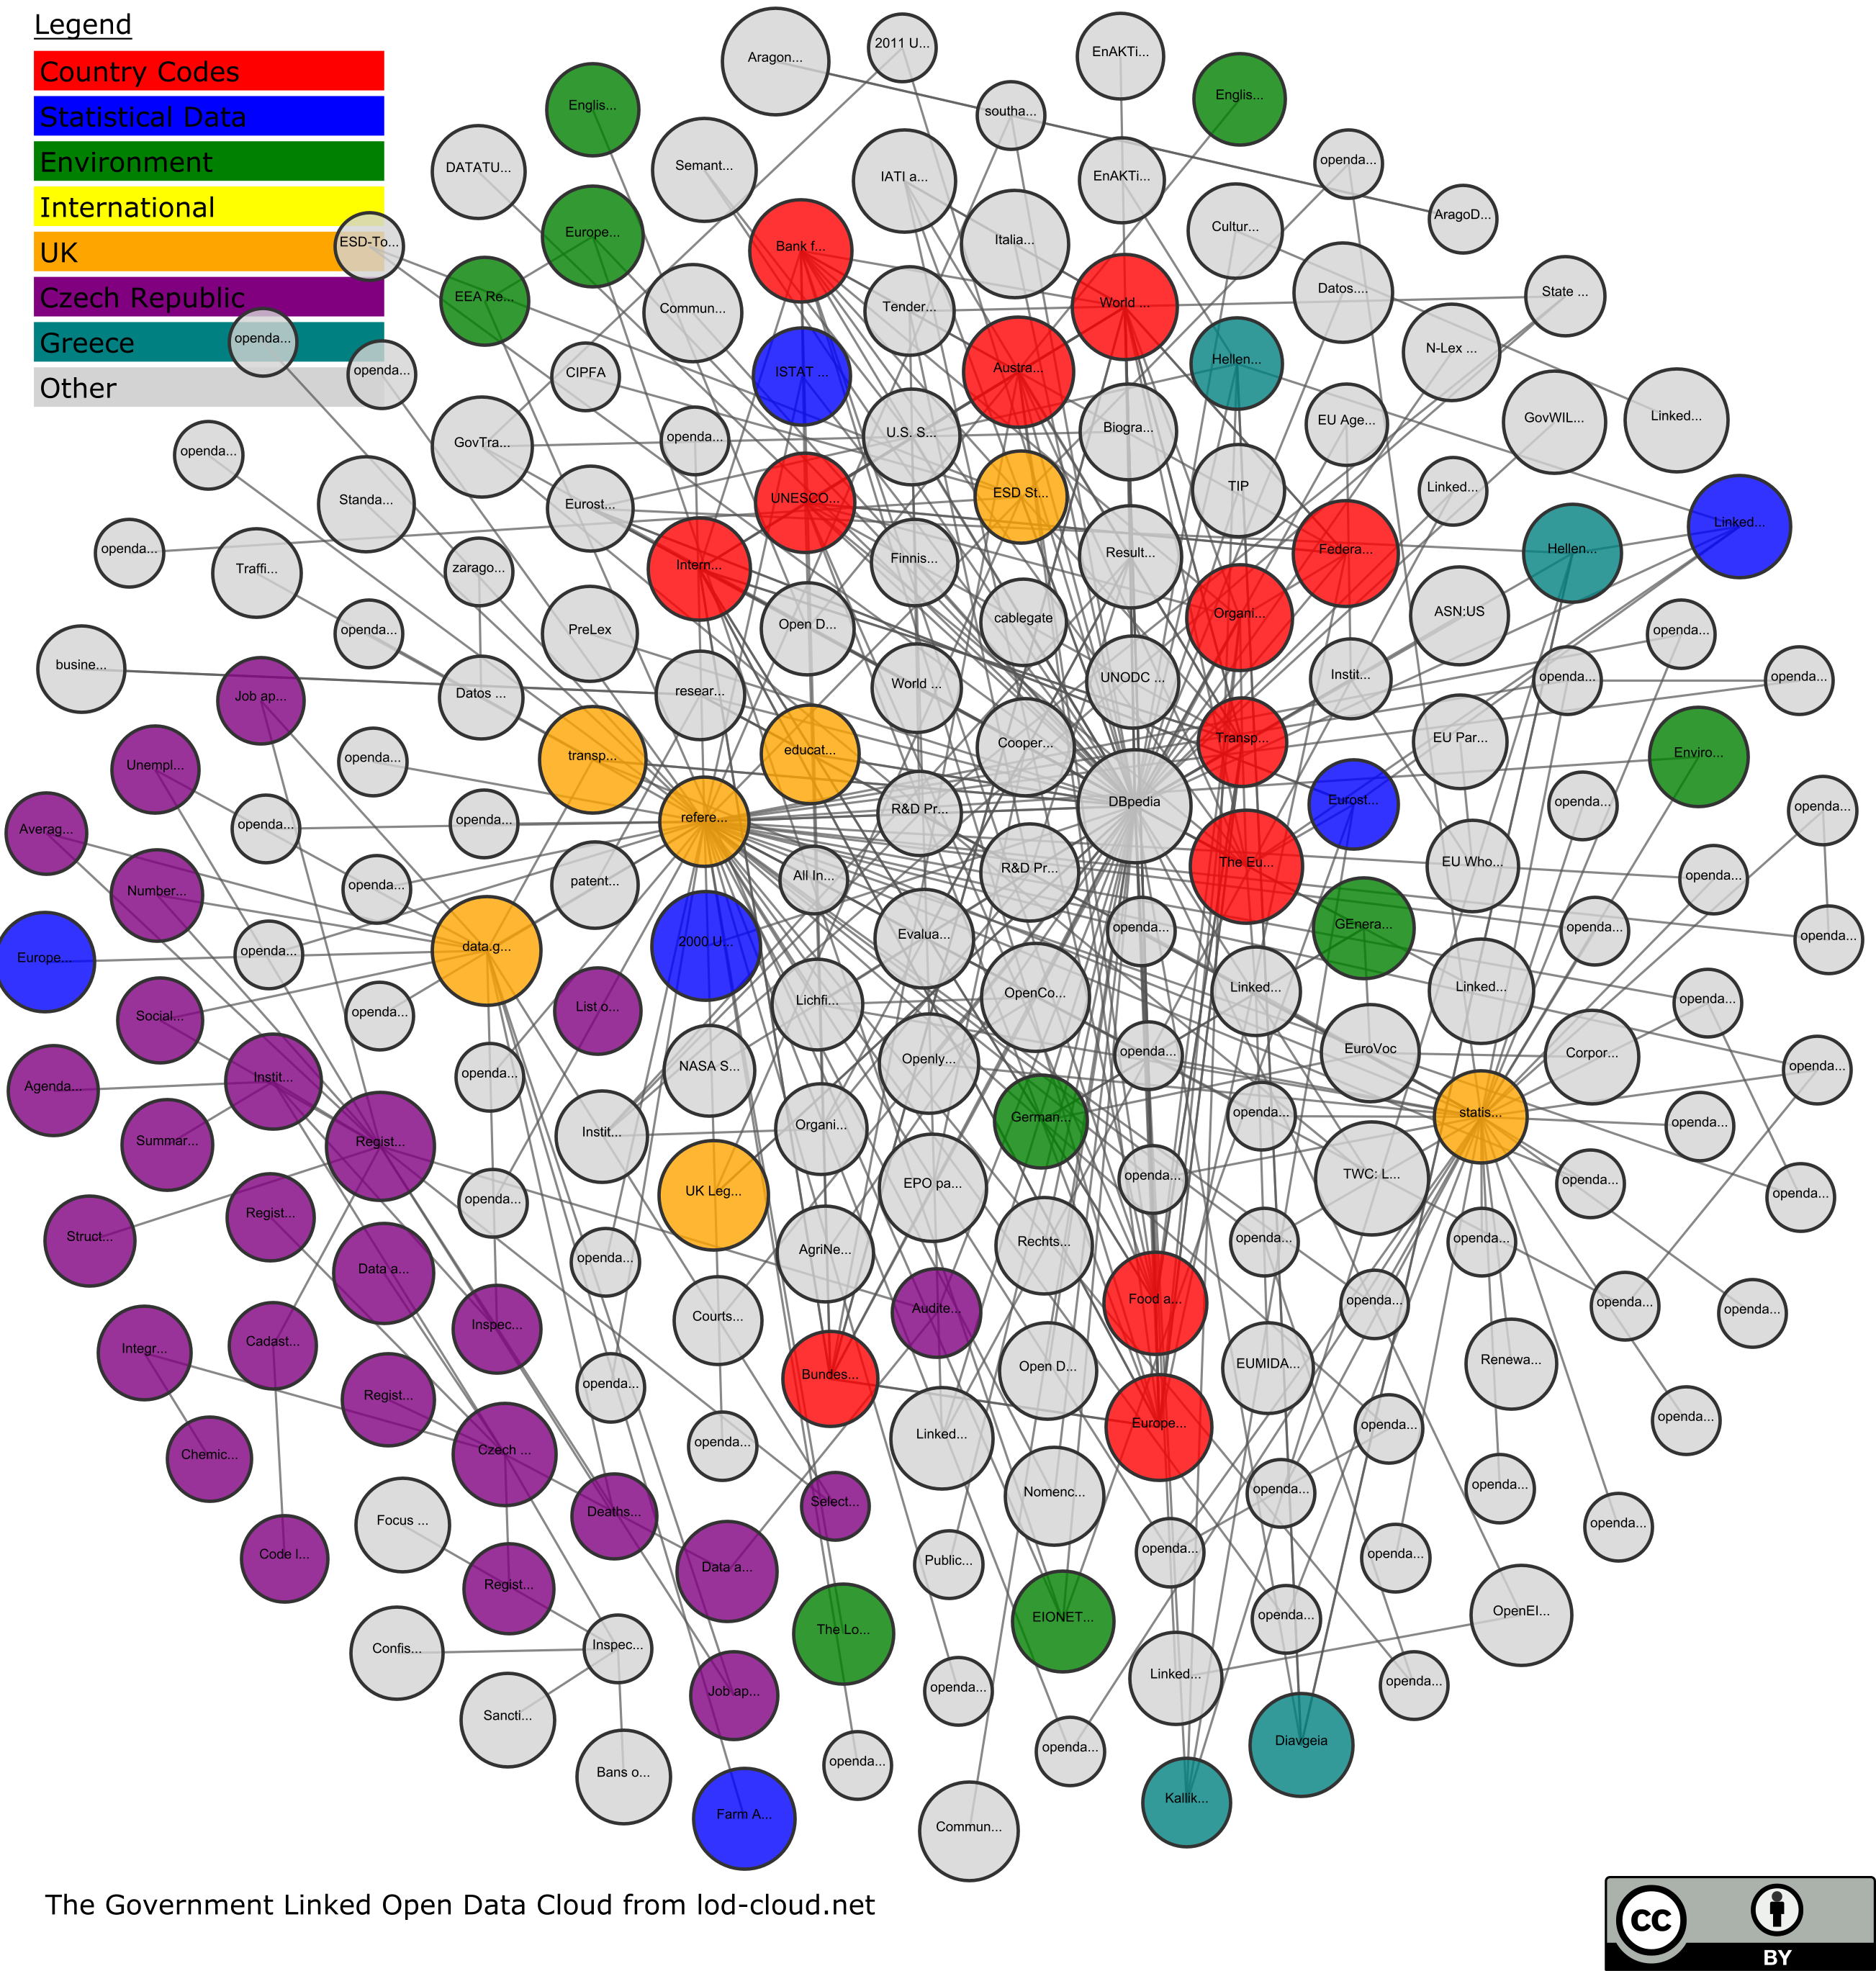 Legend
Country Codes
Statistical Data
Environment
International
UK
Czech Republic
Greece
Other
Aragon...
2011 U...
EnAKTi...
Englis...
Englis...
southa...
openda...
DATATU...
Semant...
IATI a...
EnAKTi...
AragoD...
ESD-To...
Europe...
Bank f...
Italia...
Cultur...
EEA Re...
Commun...
Tender...
World ...
Datos....
State ...
openda...
openda...
CIPFA
ISTAT ...
Austra...
Hellen...
N-Lex ...
openda...
GovTra...
openda...
U.S. S...
Biogra...
EU Age...
GovWIL...
Linked...
Standa...
Eurost...
UNESCO...
ESD St...
TIP
Linked...
Linked...
openda...
Traffi...
zarago...
Intern...
Finnis...
Result...
Federa...
Hellen...
openda...
PreLex
Open D...
cablegate
Organi...
ASN:US
openda...
busine...
Job ap...
Datos ...
resear...
World ...
UNODC ...
Instit...
openda...
openda...
Unempl...
openda...
transp...
educat...
Cooper...
Transp...
EU Par...
Enviro...
Averag...
openda...
openda...
refere...
R&D Pr...
DBpedia
Eurost...
openda...
openda...
Number...
openda...
patent...
All In...
R&D Pr...
The Eu...
EU Who...
openda...
Europe...
openda...
data.g...
2000 U...
Evalua...
openda...
GEnera...
openda...
openda...
Social...
openda...
List o...
Lichfi...
OpenCo...
Linked...
Linked...
openda...
Agenda...
Instit...
openda...
NASA S...
Openly...
openda...
EuroVoc
Corpor...
openda...
Summar...
Regist...
Instit...
Organi...
German...
openda...
statis...
openda...
Struct...
Regist...
openda...
UK Leg...
EPO pa...
openda...
TWC: L...
openda...
openda...
Data a...
openda...
AgriNe...
Rechts...
openda...
openda...
Integr...
Cadast...
Inspec...
Courts...
Audite...
Food a...
openda...
openda...
openda...
Regist...
openda...
Bundes...
Open D...
EUMIDA...
Renewa...
Chemic...
Czech ...
openda...
Linked...
Europe...
openda...
openda...
Focus ...
Deaths...
Select...
Nomenc...
openda...
openda...
openda...
Code l...
Regist...
Data a...
Public...
openda...
openda...
Confis...
Inspec...
The Lo...
EIONET...
openda...
OpenEI...
Sancti...
Job ap...
openda...
Linked...
openda...
Bans o...
openda...
openda...
Diavgeia
Farm A...
Commun...
Kallik...
The Government Linked Open Data Cloud from lod-cloud.net
cc
BY